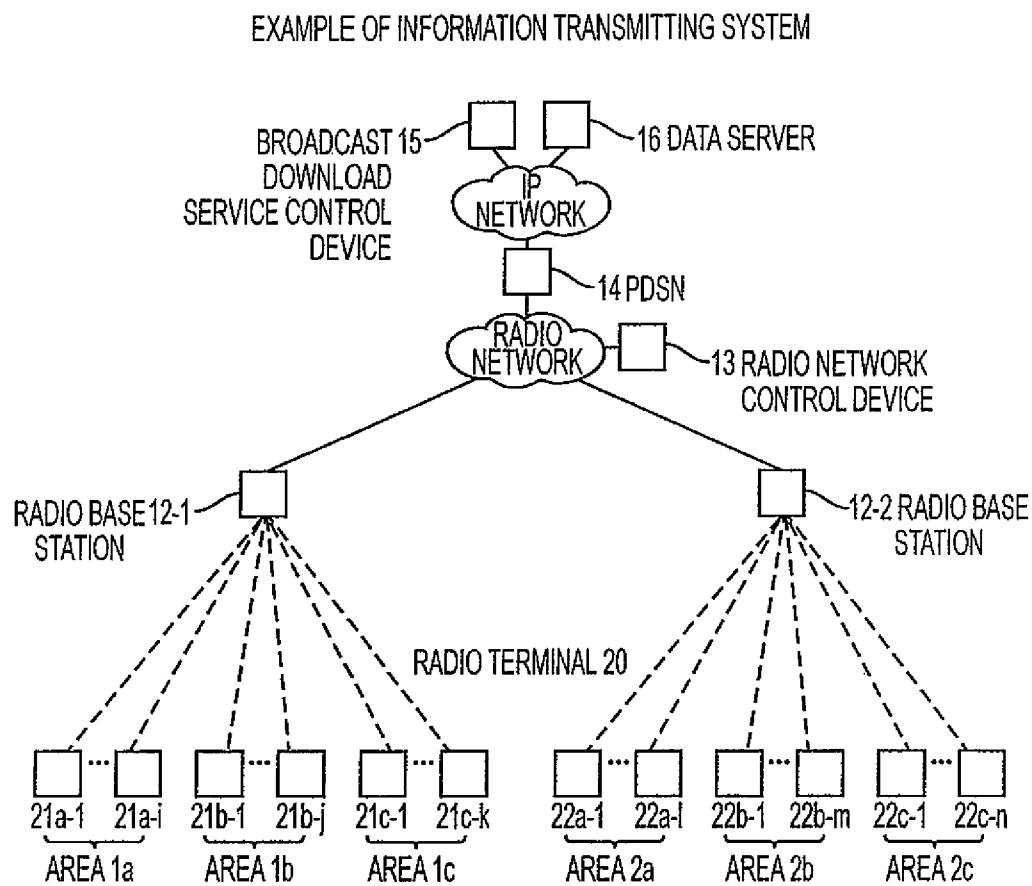 EXAMPLE OF INFORMATION TRANSMITTING SYSTEM
BROADCAST 15
DOWNLOAD
SERVICE CONTROL
DEVICE
16 DATA SERVER
IP
NETWORK
14 PDSN
RADIO
NETWORK
13 RADIO NETWORK
CONTROL DEVICE
RADIO BASE 12-1
STATION
12-2 RADIO BASE
STATION
RADIO TERMINAL 20
... ... ... ... ... ...
21a-1 21a-i 21b-1 21b-j 21c-1 21c-k 22a-1 22a-l 22b-1 22b-m 22c-1 22c-n
AREA 1a AREA 1b AREA 1c AREA 2a AREA 2b AREA 2c